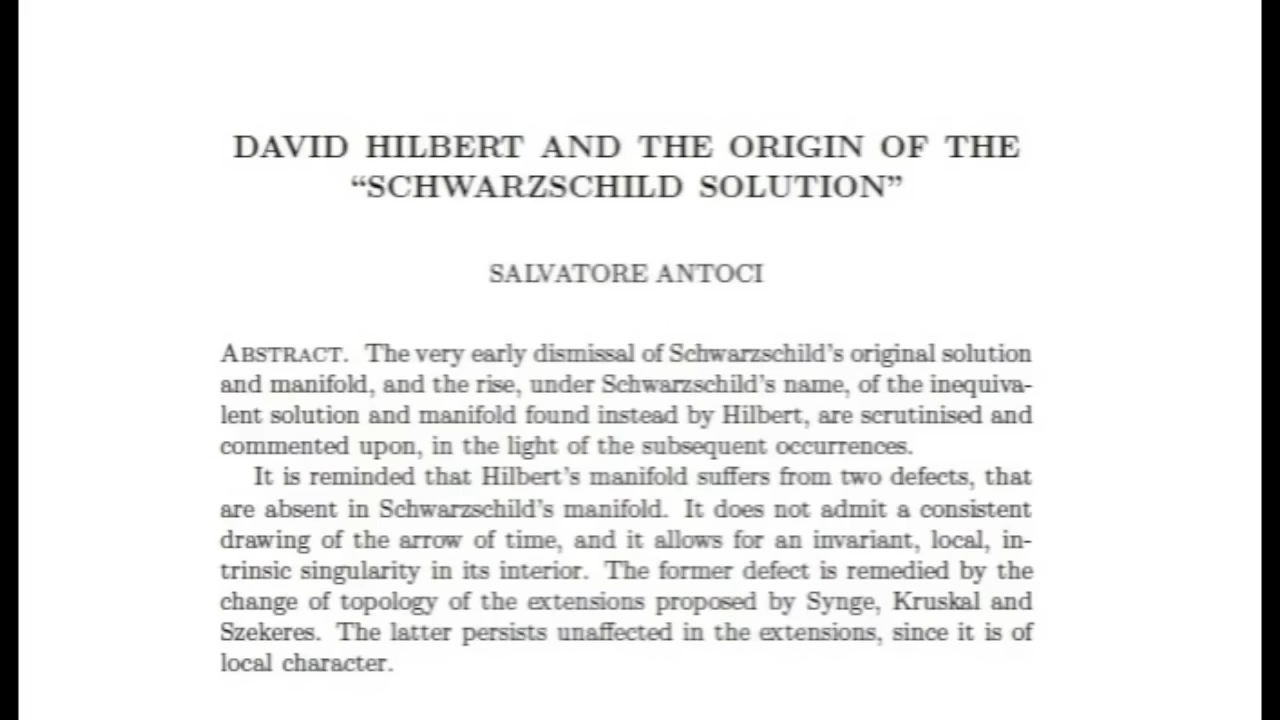 DAVID HILBERT AND THE ORIGIN OF THE
“SCHWARZSCHILD SOLUTION”
SALVATORE ANTOCI
ABSTRACT. The very early dismissal of Schwarzschild’s original solution
and manifold, and the rise, under Schwarzschild’s name, of the inequiva-
lent solution and manifold found instead by Hilbert, are scrutinised and
commented upon, in the light of the subsequent occurrences.
It is reminded that Hilbert’s manifold suffers from two defects, that
are absent in Schwarzschild’s manifold. It does not admit a consistent
drawing of the arrow of time, and it allows for an invariant, local, in-
trinsic singularity in its interior. The former defect is remedied by the
change of topology of the extensions proposed by Synge, Kruskal and
Szekeres. The latter persists unaffected in the extensions, since it is of
local character.